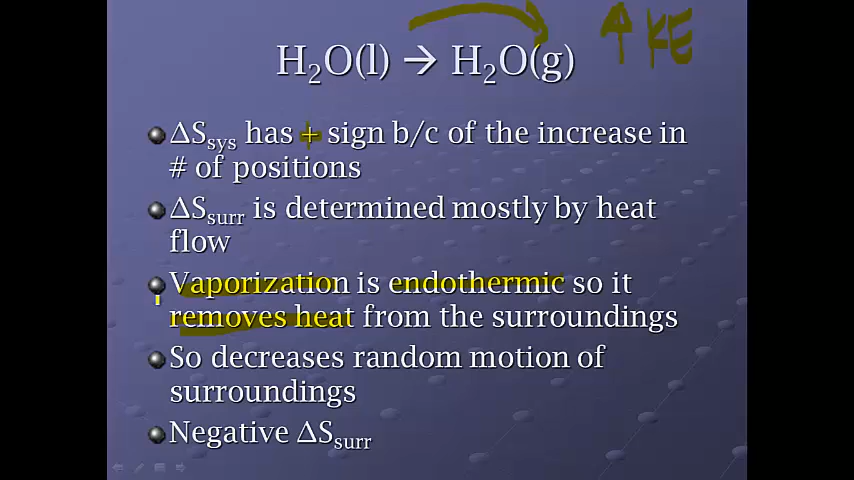 ↑ KE
H₂O(l) → H₂O(g)
ΔSsys has + sign b/c of the increase in
# of positions
ΔSsurr is determined mostly by heat
flow
Vaporization is endothermic so it
removes heat from the surroundings
So decreases random motion of
surroundings
Negative ΔSsurr